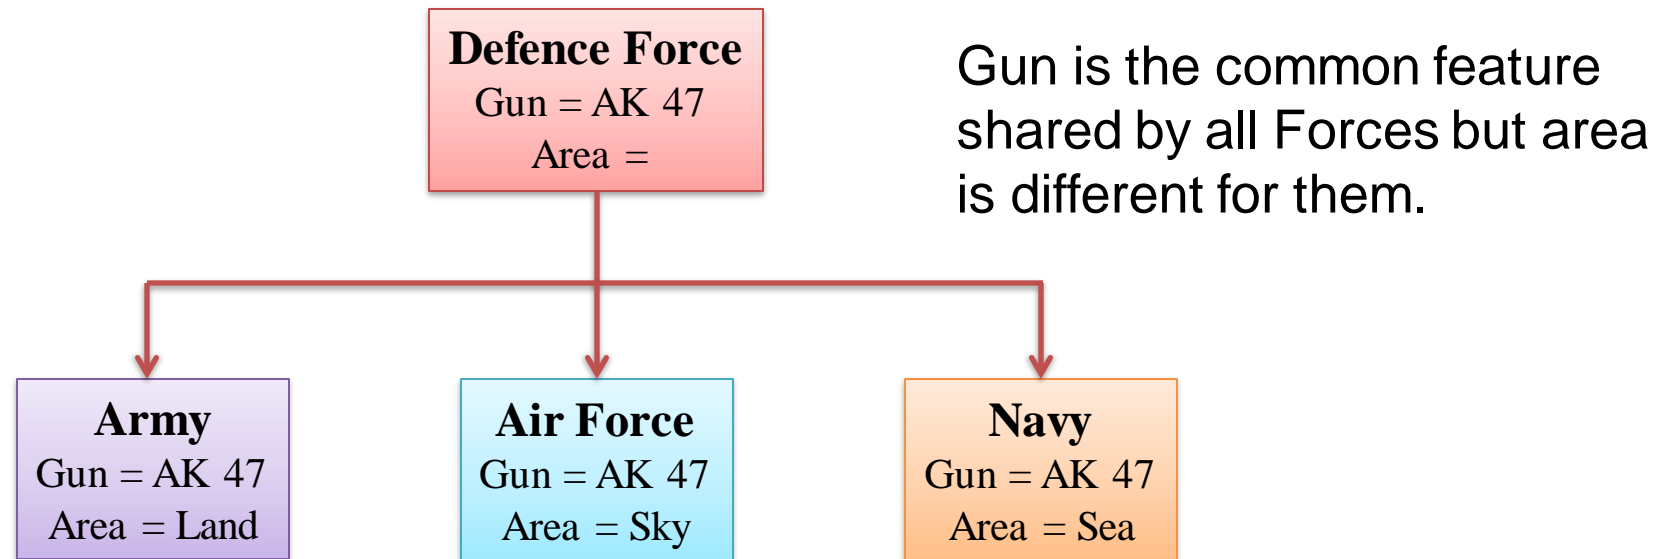 Defence Force
Gun = AK 47
Area =
Gun is the common feature
shared by all Forces but area
is different for them.
Army
Gun = AK 47
Area = Land
Air Force
Gun = AK 47
Area = Sky
Navy
Gun = AK 47
Area = Sea